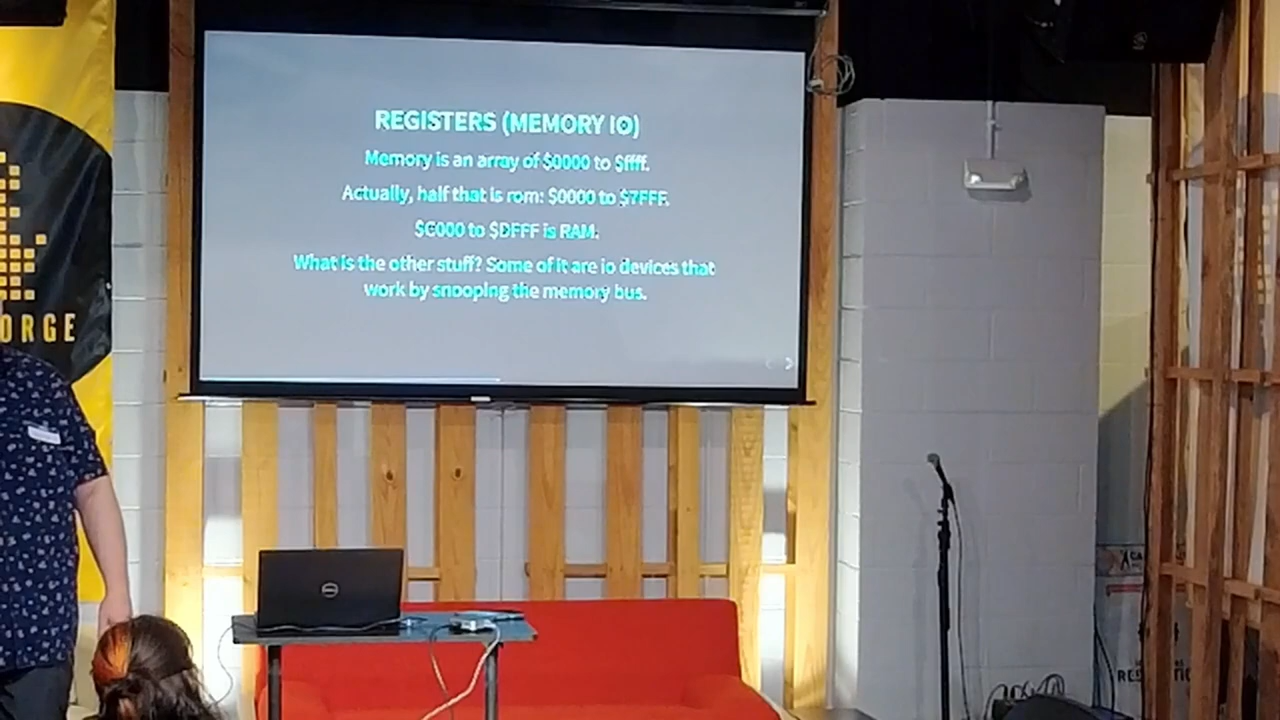 REGISTERS (MEMORY IO)
Memory is an array of $0000 to $ffff.
Actually, half that is rom: $0000 to $7FFF.
$C000 to $DFFF is RAM.
What is the other stuff? Some of it are io devices that
work by snooping the memory bus.
ORGE
DELL